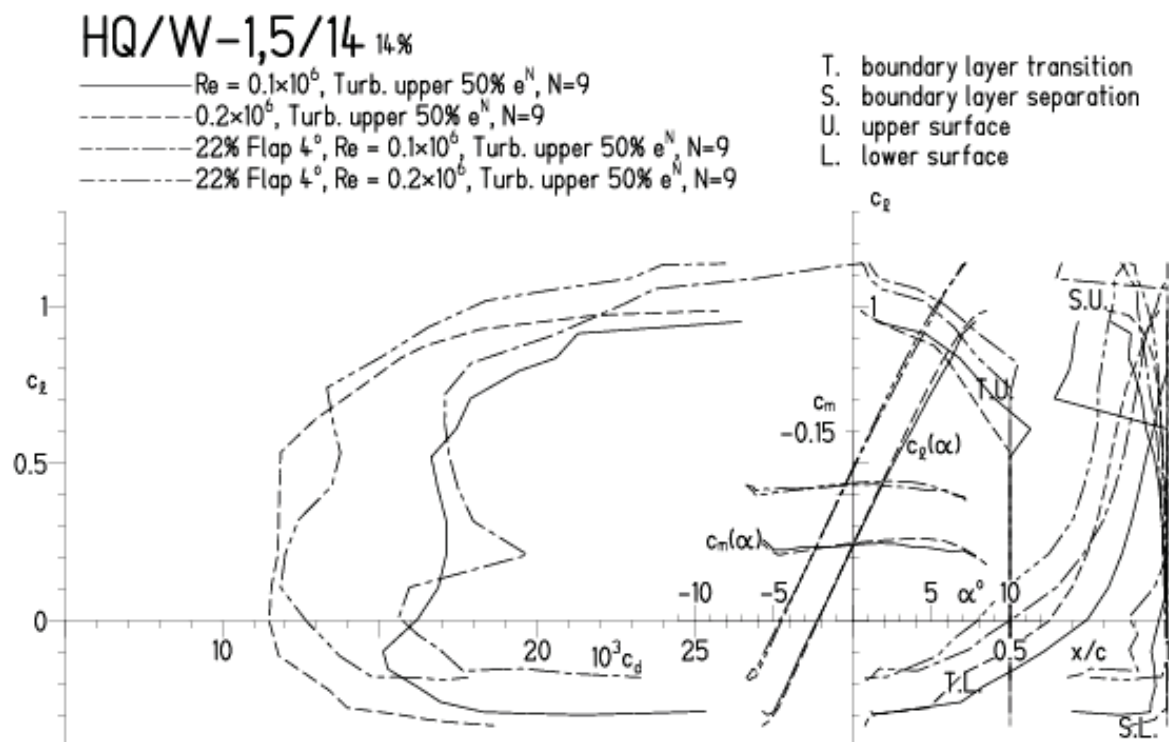 HQ/W-1,5/14 14%
Re = 0.1×10⁶, Turb. upper 50% eᴺ, N=9
0.2×10⁶, Turb. upper 50% eᴺ, N=9
22% Flap 4°, Re = 0.1×10⁶, Turb. upper 50% eᴺ, N=9
22% Flap 4°, Re = 0.2×10⁶, Turb. upper 50% eᴺ, N=9
T. boundary layer transition
S. boundary layer separation
U. upper surface
L. lower surface
cℓ
1 1 S.U.
cℓ cm T.U.
-0.15
0.5 cℓ(α)
cm(α)
-10 -5 5 α° 10
0
10 20 10³cd 25 0.5 x/c 1
T.L.
S.L.